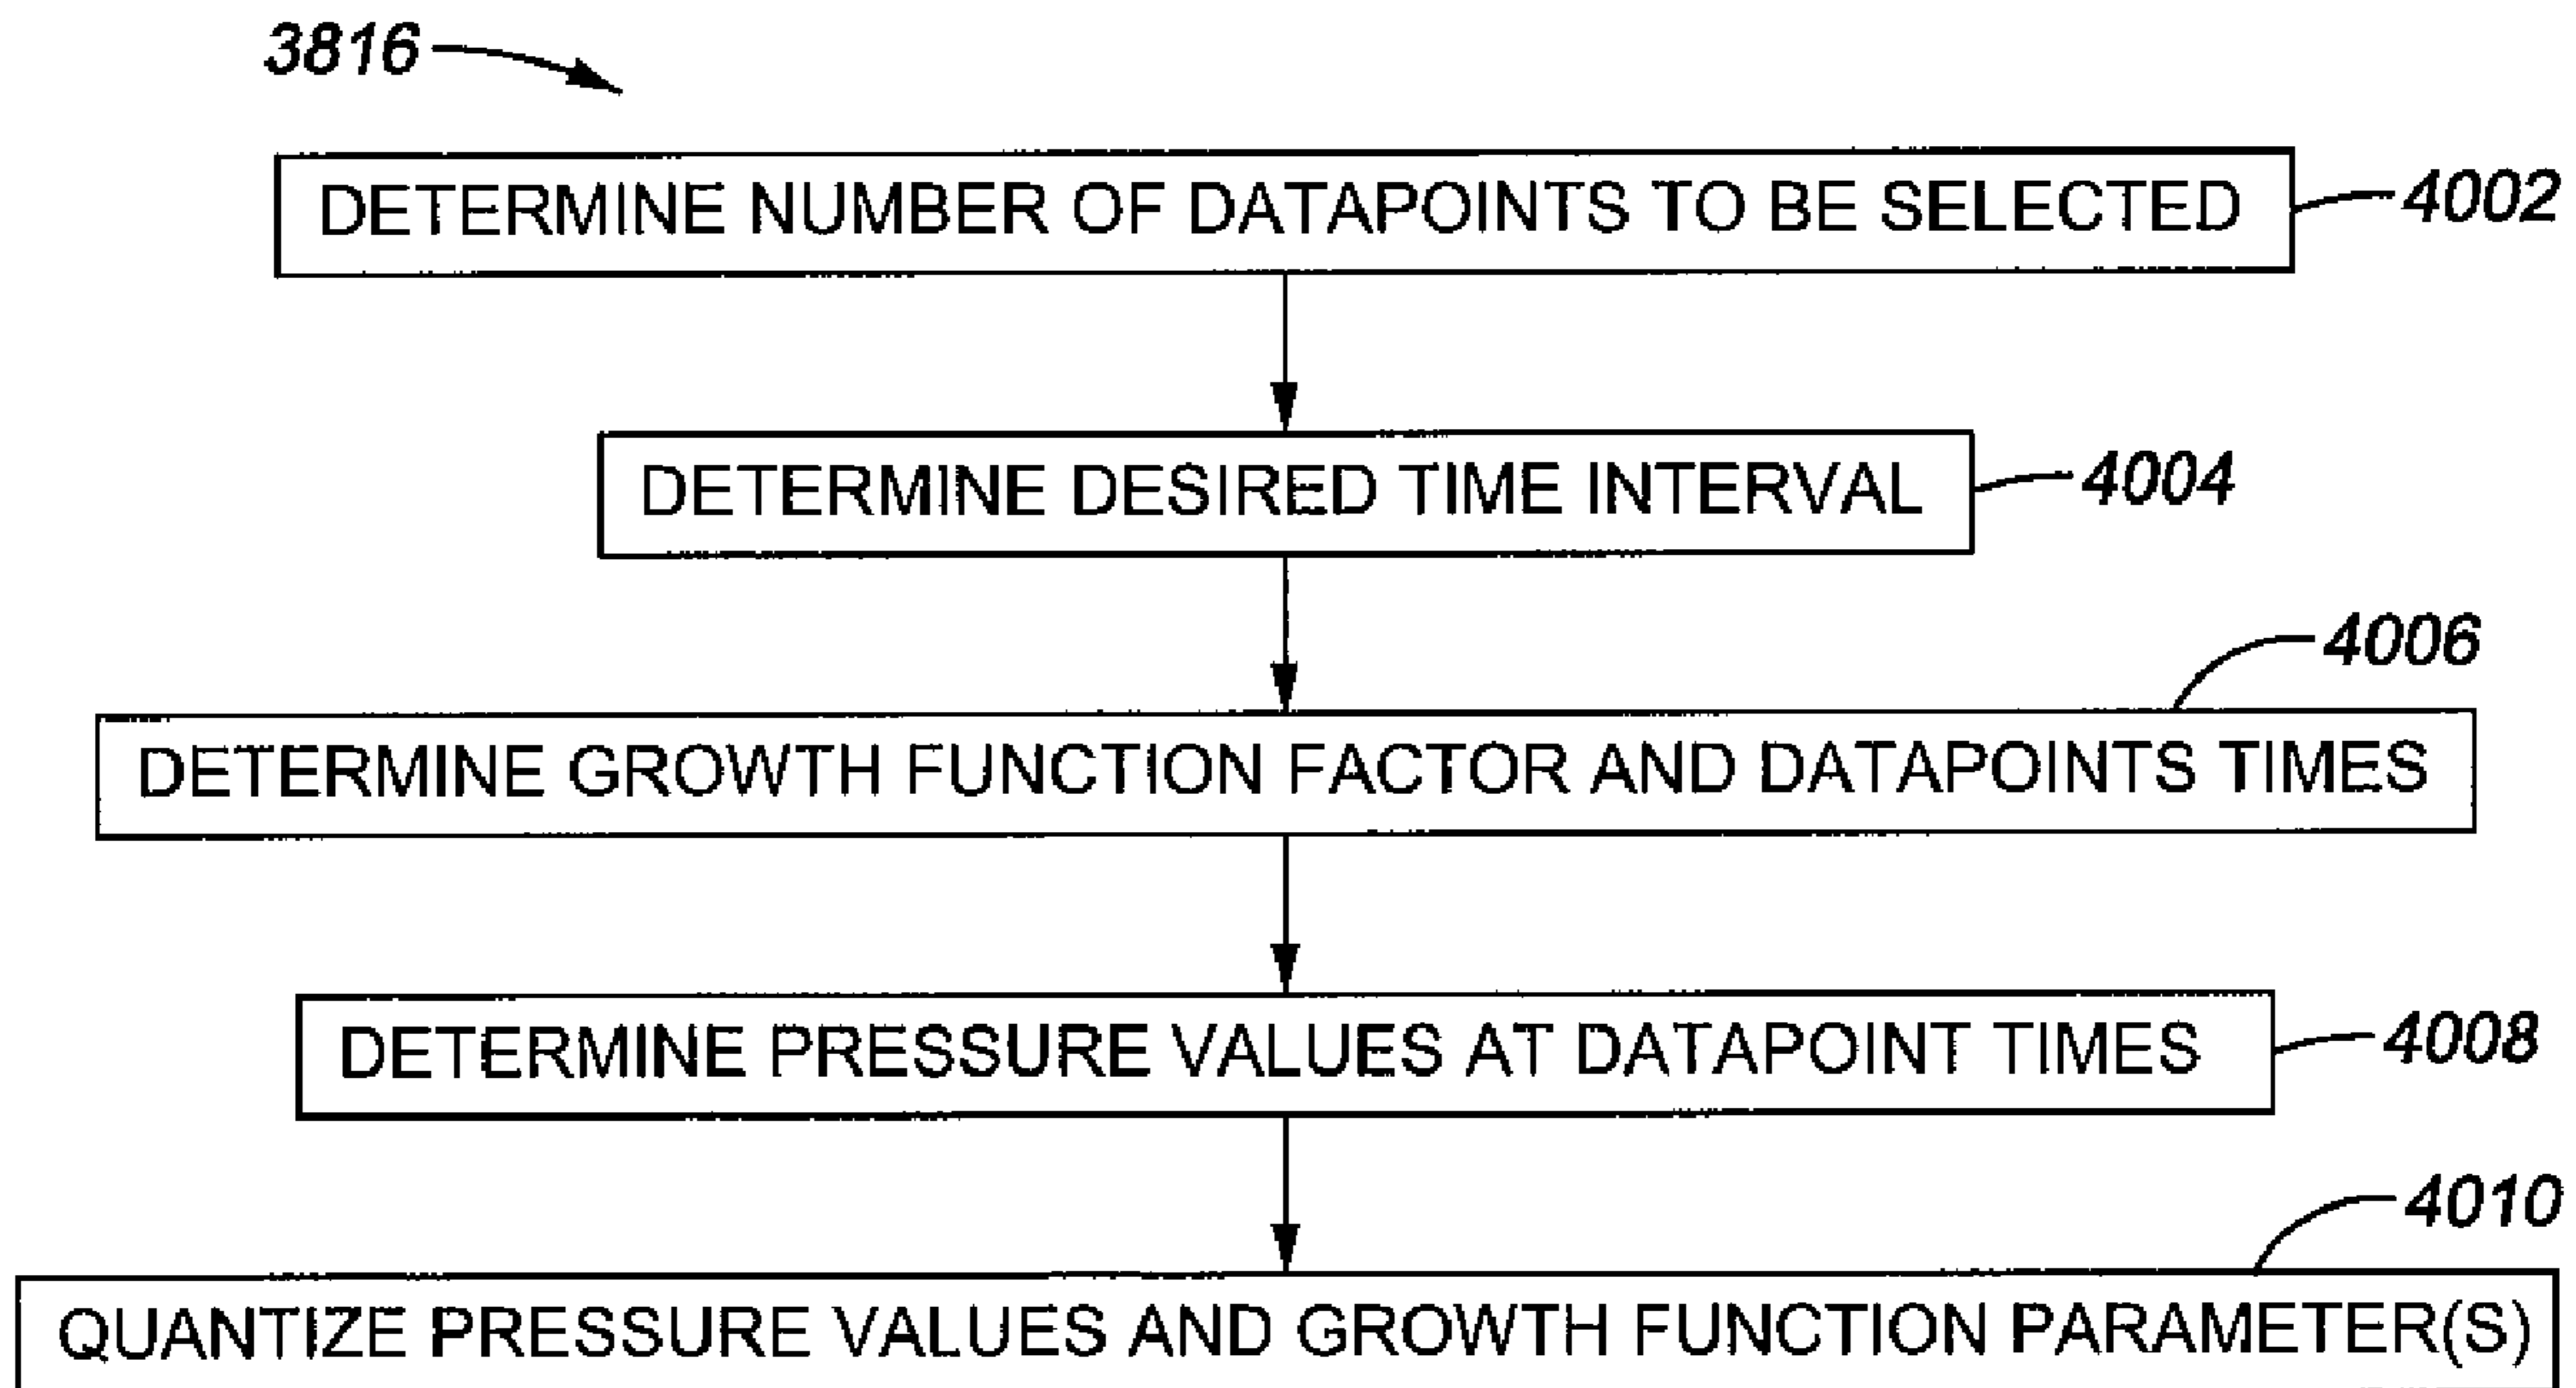 3816
DETERMINE NUMBER OF DATAPOINTS TO BE SELECTED
4002
DETERMINE DESIRED TIME INTERVAL
4004
4006
DETERMINE GROWTH FUNCTION FACTOR AND DATAPOINTS TIMES
DETERMINE PRESSURE VALUES AT DATAPOINT TIMES
4008
4010
QUANTIZE PRESSURE VALUES AND GROWTH FUNCTION PARAMETER(S)